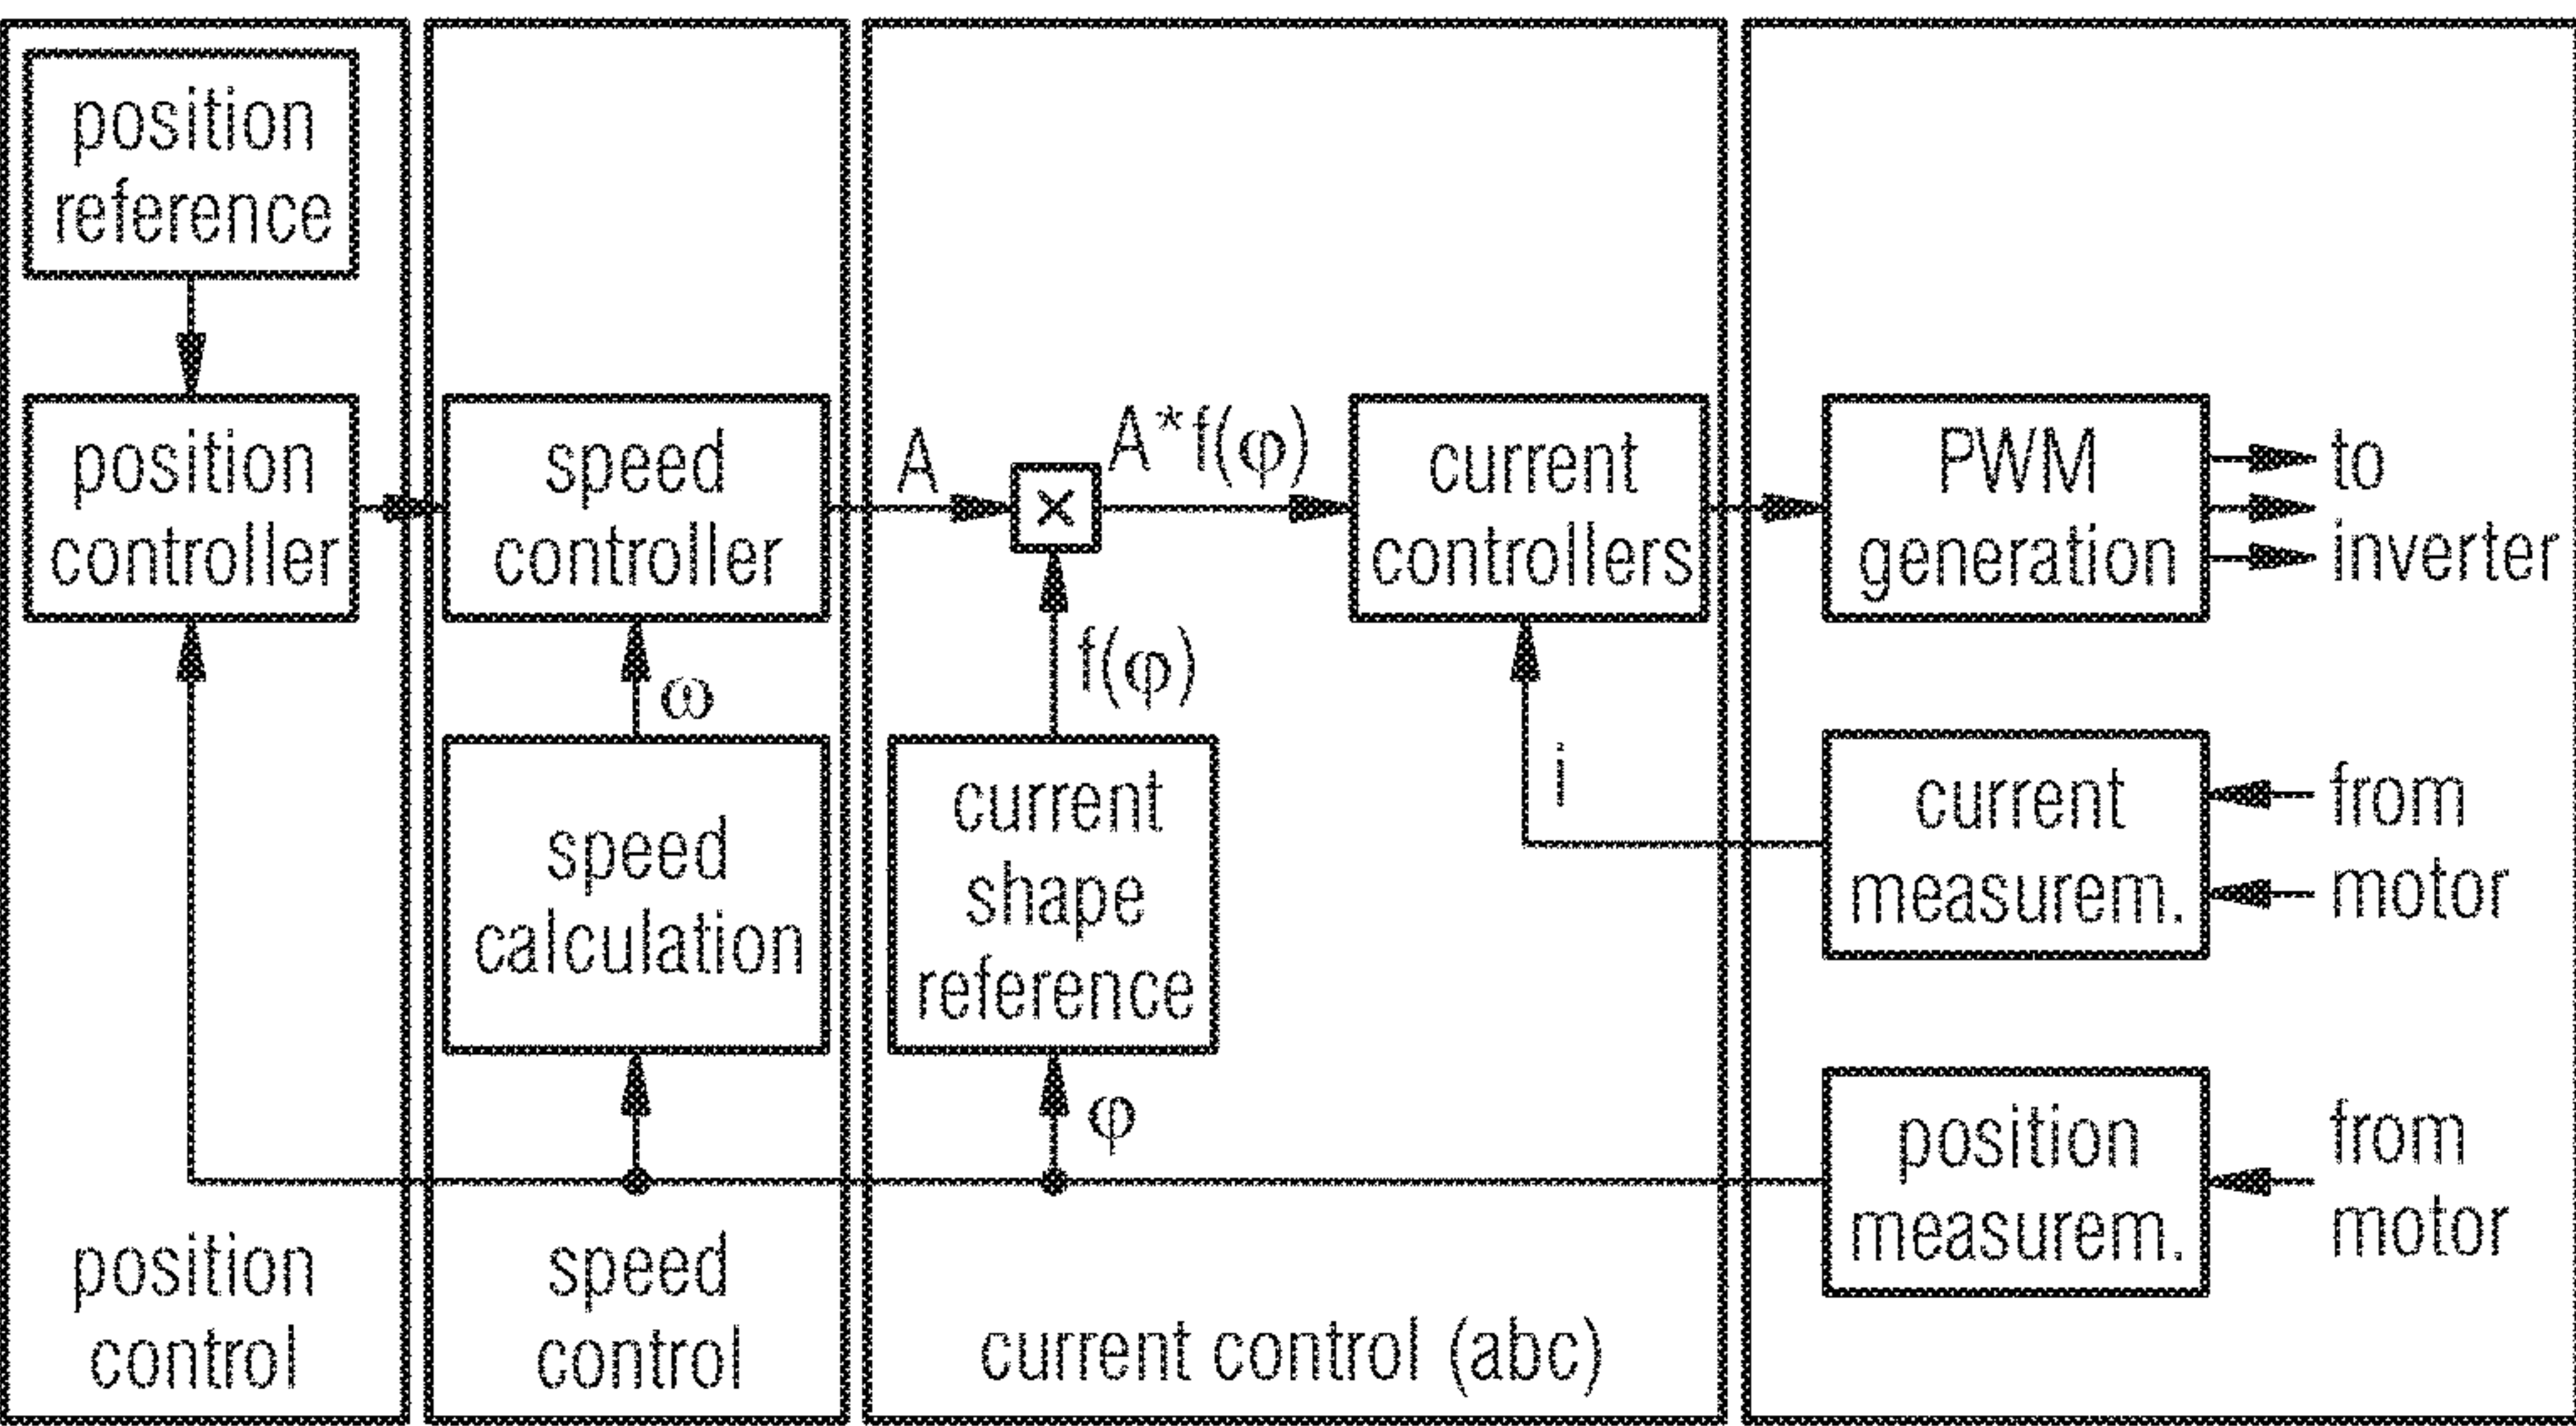 position
reference
position
controller
speed
controller
A
×
A*f(φ)
current
controllers
PWM
generation
to
inverter
ω
f(φ)
i
speed
calculation
current
shape
reference
current
measurem.
from
motor
φ
position
measurem.
from
motor
position
control
speed
control
current control (abc)